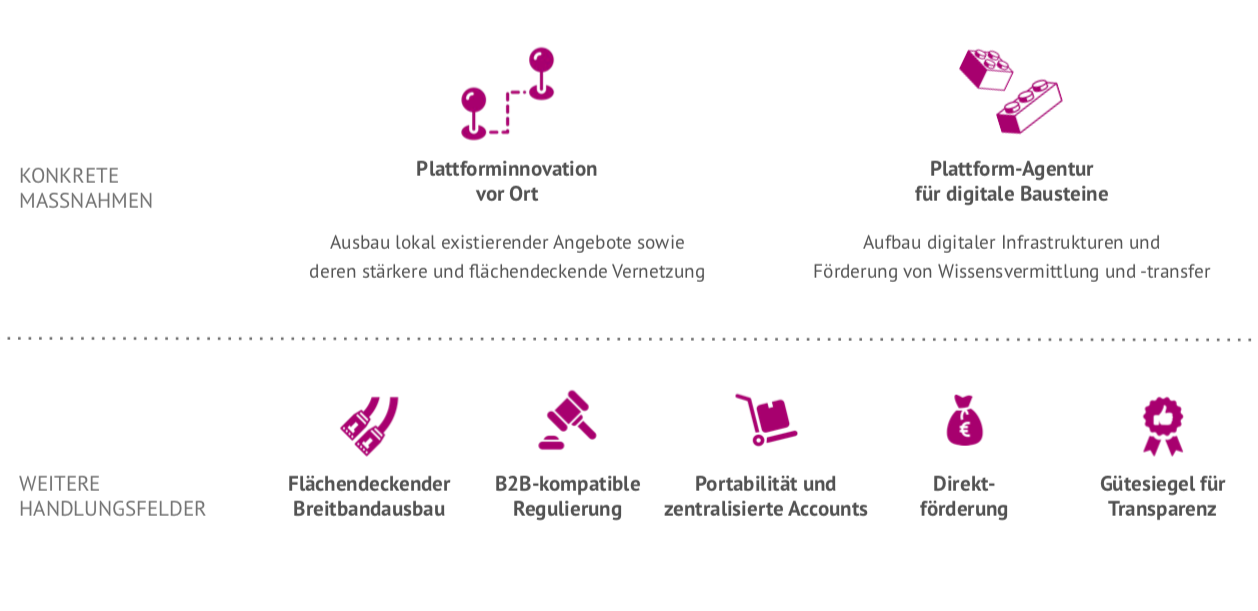 KONKRETE
MASSNAHMEN
Plattforminnovation
vor Ort
Ausbau lokal existierender Angebote sowie
deren stärkere und flächendeckende Vernetzung
Plattform-Agentur
für digitale Bausteine
Aufbau digitaler Infrastrukturen und
Förderung von Wissensvermittlung und -transfer
WEITERE
HANDLUNGSFELDER
Flächendeckender
Breitbandausbau
B2B-kompatible
Regulierung
Portabilität und
zentralisierte Accounts
€
Direkt-
förderung
Gütesiegel für
Transparenz